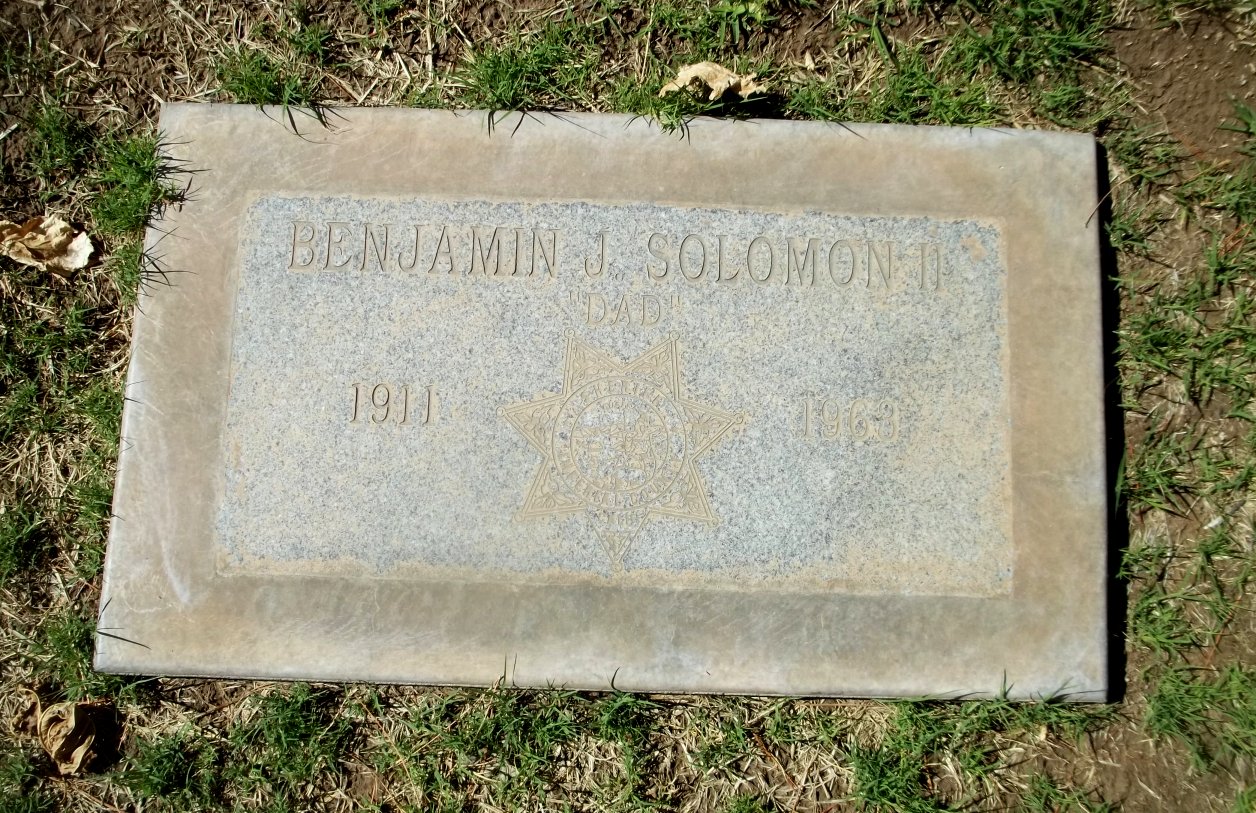 BENJAMIN J. SOLOMON II
"DAD"
1911
1963